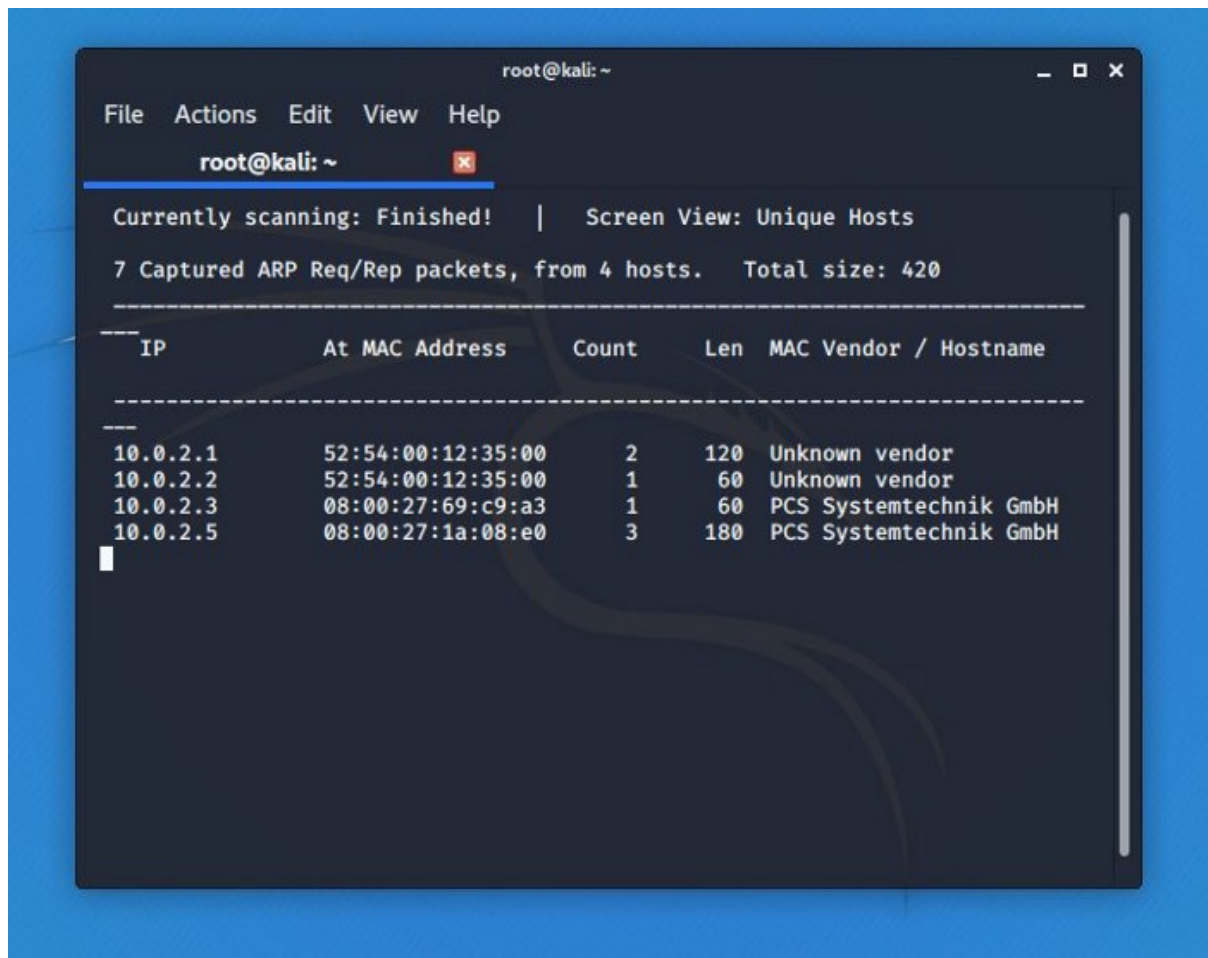 root@kali: ~
File Actions Edit View Help
root@kali: ~
Currently scanning: Finished! | Screen View: Unique Hosts
7 Captured ARP Req/Rep packets, from 4 hosts. Total size: 420
_____________________________________________________________________________
IP At MAC Address Count Len MAC Vendor / Hostname
-----------------------------------------------------------------------------
10.0.2.1 52:54:00:12:35:00 2 120 Unknown vendor
10.0.2.2 52:54:00:12:35:00 1 60 Unknown vendor
10.0.2.3 08:00:27:69:c9:a3 1 60 PCS Systemtechnik GmbH
10.0.2.5 08:00:27:1a:08:e0 3 180 PCS Systemtechnik GmbH